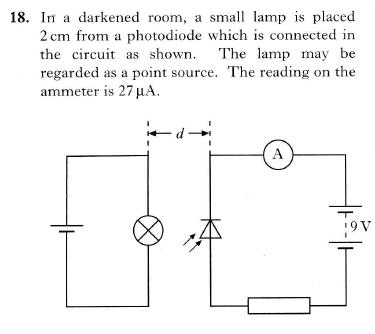 18. In a darkened room, a small lamp is placed
2 cm from a photodiode which is connected in
the circuit as shown. The lamp may be
regarded as a point source. The reading on the
ammeter is 27 μA.
d
A
9 V